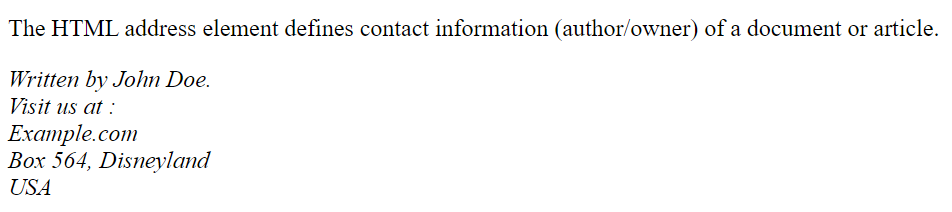 The HTML address element defines contact information (author/owner) of a document or article.
Written by John Doe.
Visit us at :
Example.com
Box 564, Disneyland
USA